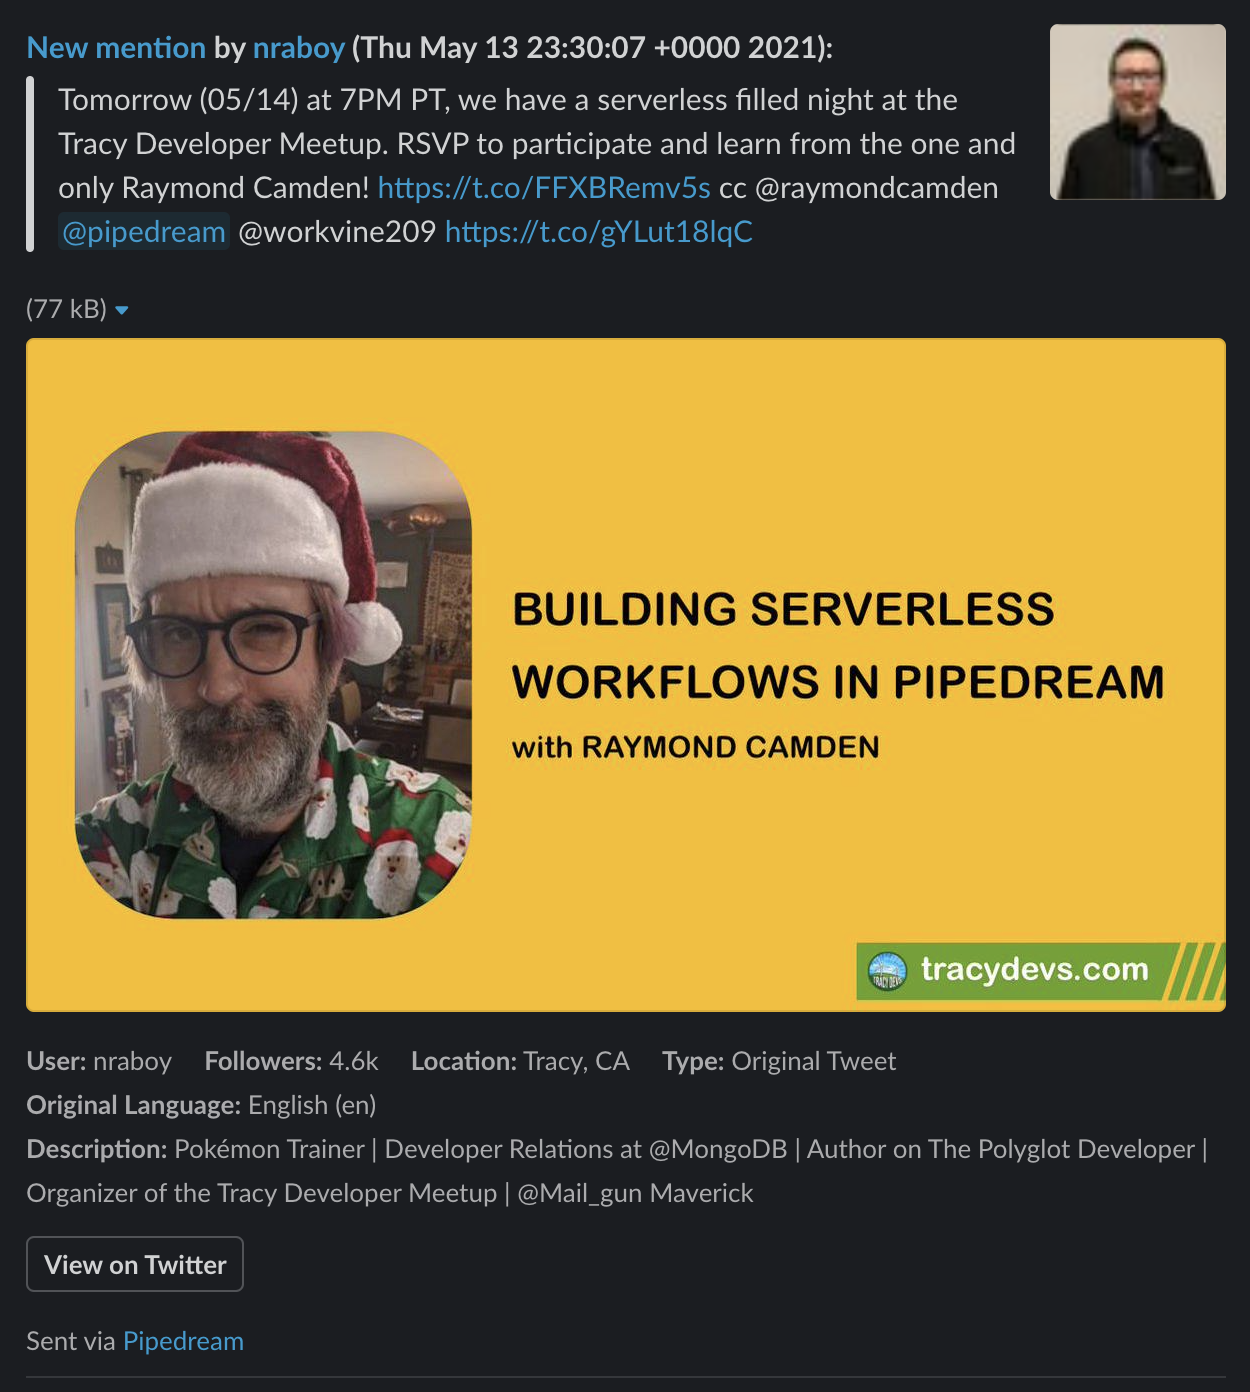 New mention by nraboy (Thu May 13 23:30:07 +0000 2021):
Tomorrow (05/14) at 7PM PT, we have a serverless filled night at the
Tracy Developer Meetup. RSVP to participate and learn from the one and
only Raymond Camden! https://t.co/FFXBRemv5s cc @raymondcamden
@pipedream @workvine209 https://t.co/gYLut18lqC
(77 kB)
BUILDING SERVERLESS
WORKFLOWS IN PIPEDREAM
with RAYMOND CAMDEN
TRACY DEVS
tracydevs.com
User: nraboy Followers: 4.6k Location: Tracy, CA Type: Original Tweet
Original Language: English (en)
Description: Pokémon Trainer | Developer Relations at @MongoDB | Author on The Polyglot Developer |
Organizer of the Tracy Developer Meetup | @Mail_gun Maverick
View on Twitter
Sent via Pipedream